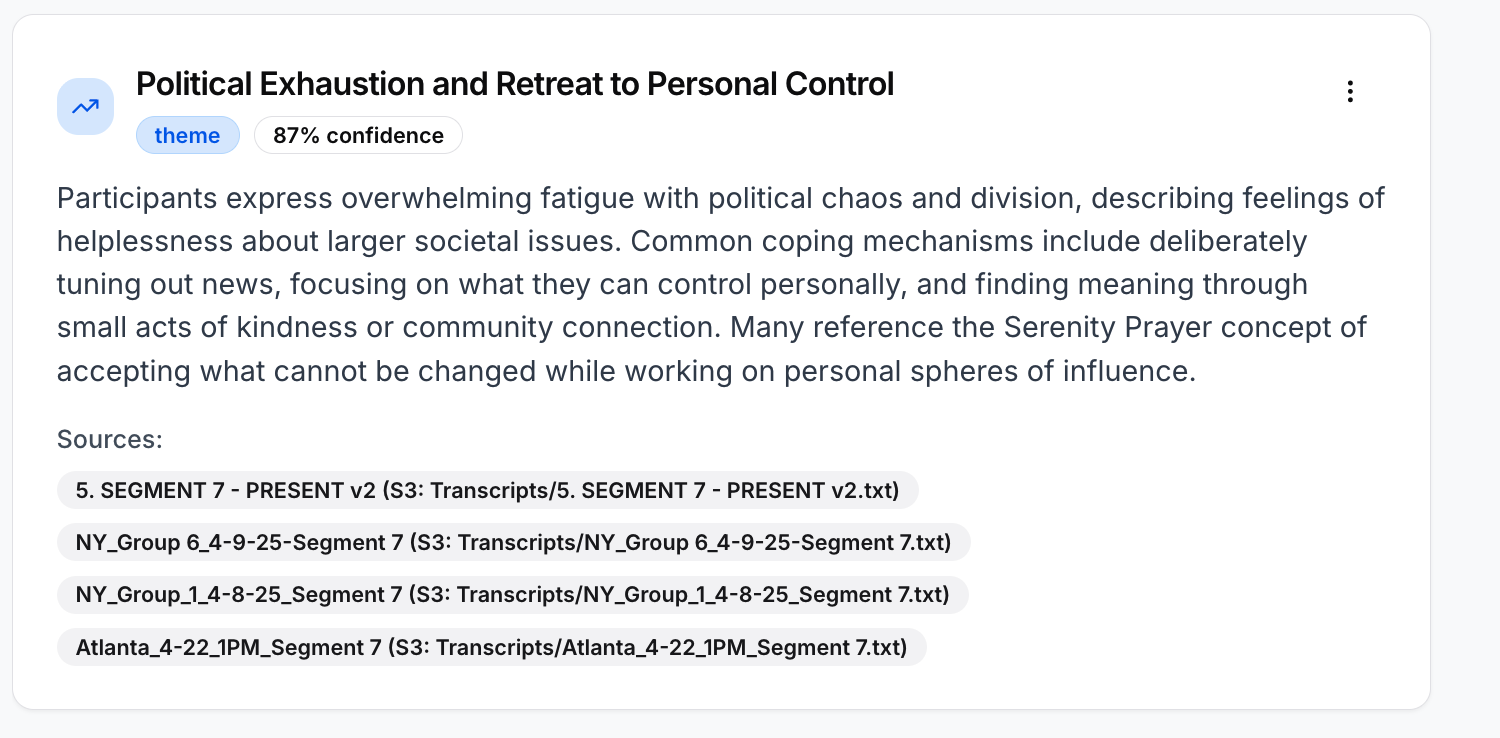 Political Exhaustion and Retreat to Personal Control
theme
87% confidence
Participants express overwhelming fatigue with political chaos and division, describing feelings of
helplessness about larger societal issues. Common coping mechanisms include deliberately
tuning out news, focusing on what they can control personally, and finding meaning through
small acts of kindness or community connection. Many reference the Serenity Prayer concept of
accepting what cannot be changed while working on personal spheres of influence.
Sources:
5. SEGMENT 7 - PRESENT v2 (S3: Transcripts/5. SEGMENT 7 - PRESENT v2.txt)
NY_Group 6_4-9-25-Segment 7 (S3: Transcripts/NY_Group 6_4-9-25-Segment 7.txt)
NY_Group_1_4-8-25_Segment 7 (S3: Transcripts/NY_Group_1_4-8-25_Segment 7.txt)
Atlanta_4-22_1PM_Segment 7 (S3: Transcripts/Atlanta_4-22_1PM_Segment 7.txt)